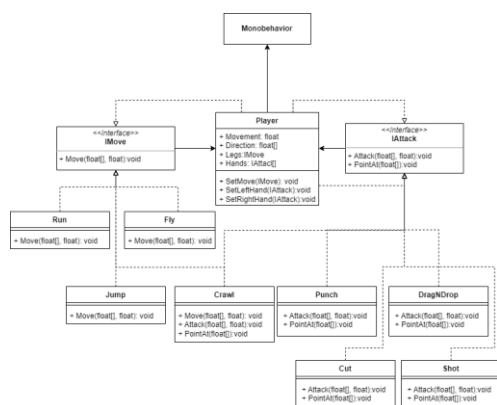 Monobehavior
Player
+ Movement: float
+ Direction: float[]
+ Legs:IMove
+ Hands: IAttac[]
+ SetMove(IMove): void
+ SetLeftHand(IAttack):void
+ SetRightHand(IAttack):void
<<interface>>
IMove
+ Move(float[], float):void
<<interface>>
IAttack
+ Attack(float[], float):void
+ PointAt(float[]):void
Run
+ Move(float[], float): void
Fly
+ Move(float[], float): void
Jump
+ Move(float[], float): void
Crawl
+ Move(float[], float): void
+ Attack(float[], float):void
+ PointAt(float[]):void
Punch
+ Attack(float[], float):void
+ PointAt(float[]):void
DragNDrop
+ Attack(float[], float):void
+ PointAt(float[]):void
Cut
+ Attack(float[], float):void
+ PointAt(float[]):void
Shot
+ Attack(float[], float):void
+ PointAt(float[]):void